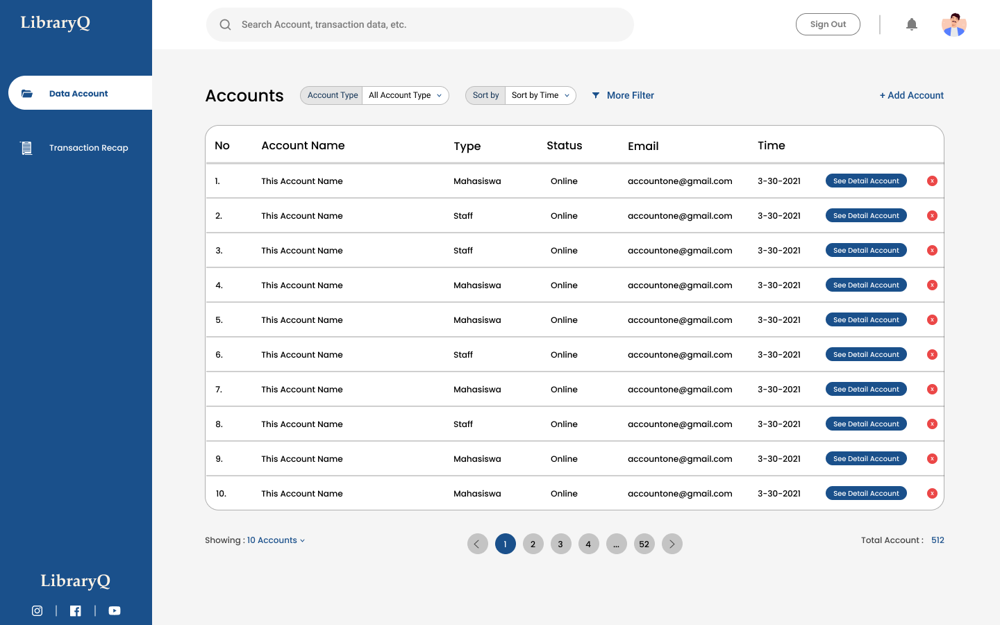 LibraryQ
Search Account, transaction data, etc.
Sign Out
Data Account
Transaction Recap
Accounts
Account Type All Account Type
Sort by Sort by Time
More Filter
+ Add Account
No Account Name Type Status Email Time
1. This Account Name Mahasiswa Online accountone@gmail.com 3-30-2021 See Detail Account x
2. This Account Name Staff Online accountone@gmail.com 3-30-2021 See Detail Account x
3. This Account Name Staff Online accountone@gmail.com 3-30-2021 See Detail Account x
4. This Account Name Mahasiswa Online accountone@gmail.com 3-30-2021 See Detail Account x
5. This Account Name Mahasiswa Online accountone@gmail.com 3-30-2021 See Detail Account x
6. This Account Name Staff Online accountone@gmail.com 3-30-2021 See Detail Account x
7. This Account Name Mahasiswa Online accountone@gmail.com 3-30-2021 See Detail Account x
8. This Account Name Staff Online accountone@gmail.com 3-30-2021 See Detail Account x
9. This Account Name Mahasiswa Online accountone@gmail.com 3-30-2021 See Detail Account x
10. This Account Name Mahasiswa Online accountone@gmail.com 3-30-2021 See Detail Account x
Showing : 10 Accounts
1 2 3 4 ... 52
Total Account : 512
LibraryQ